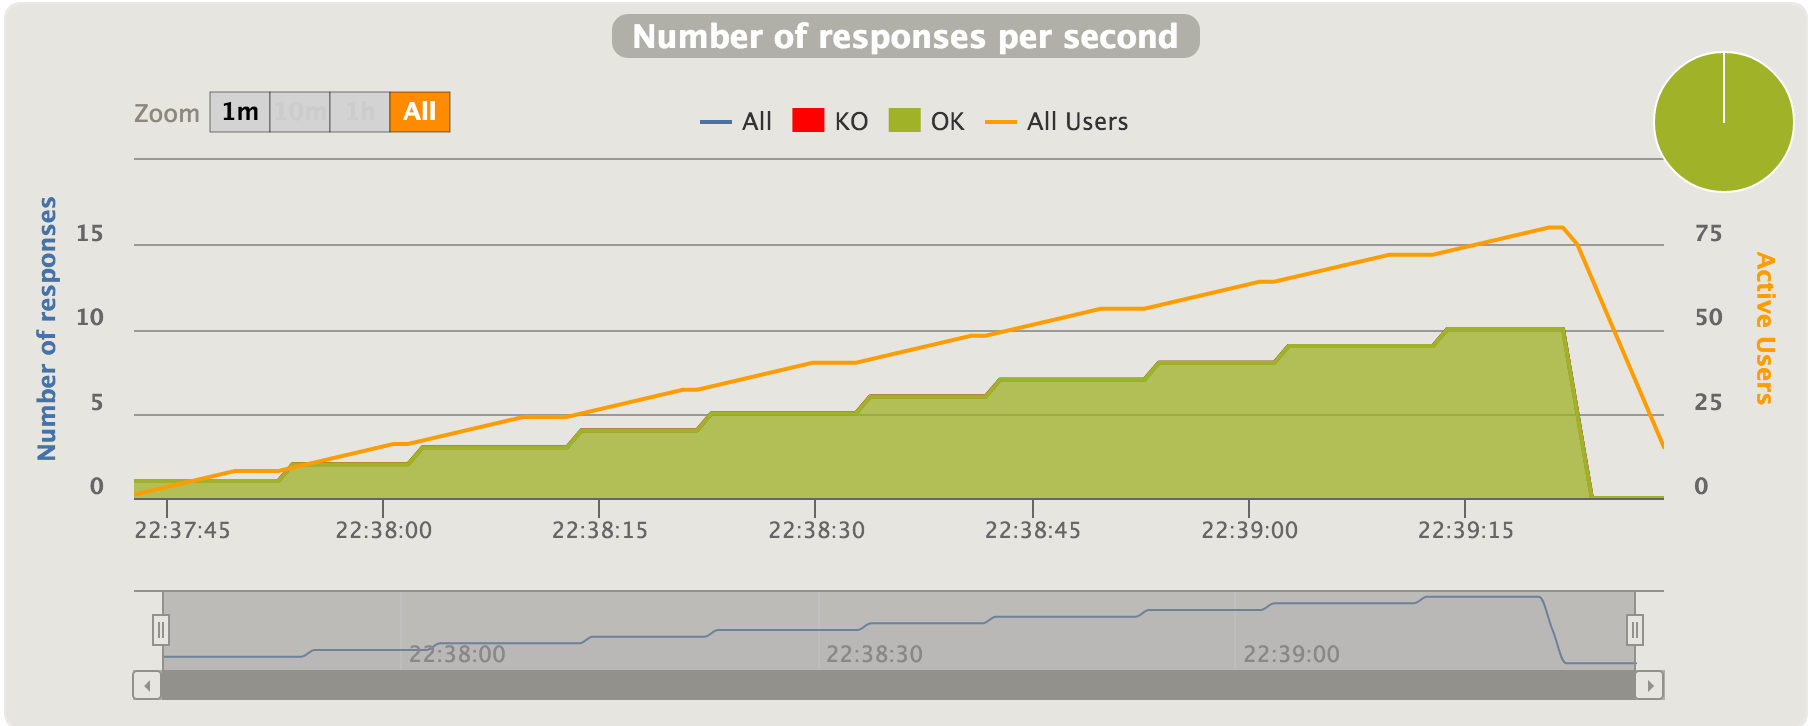 Number of responses per second
Zoom 1m 10m 1h All
All KO OK All Users
Number of responses
15
10
5
0
75
50
25
0
Active Users
22:37:45 22:38:00 22:38:15 22:38:30 22:38:45 22:39:00 22:39:15
22:38:00 22:38:30 22:39:00